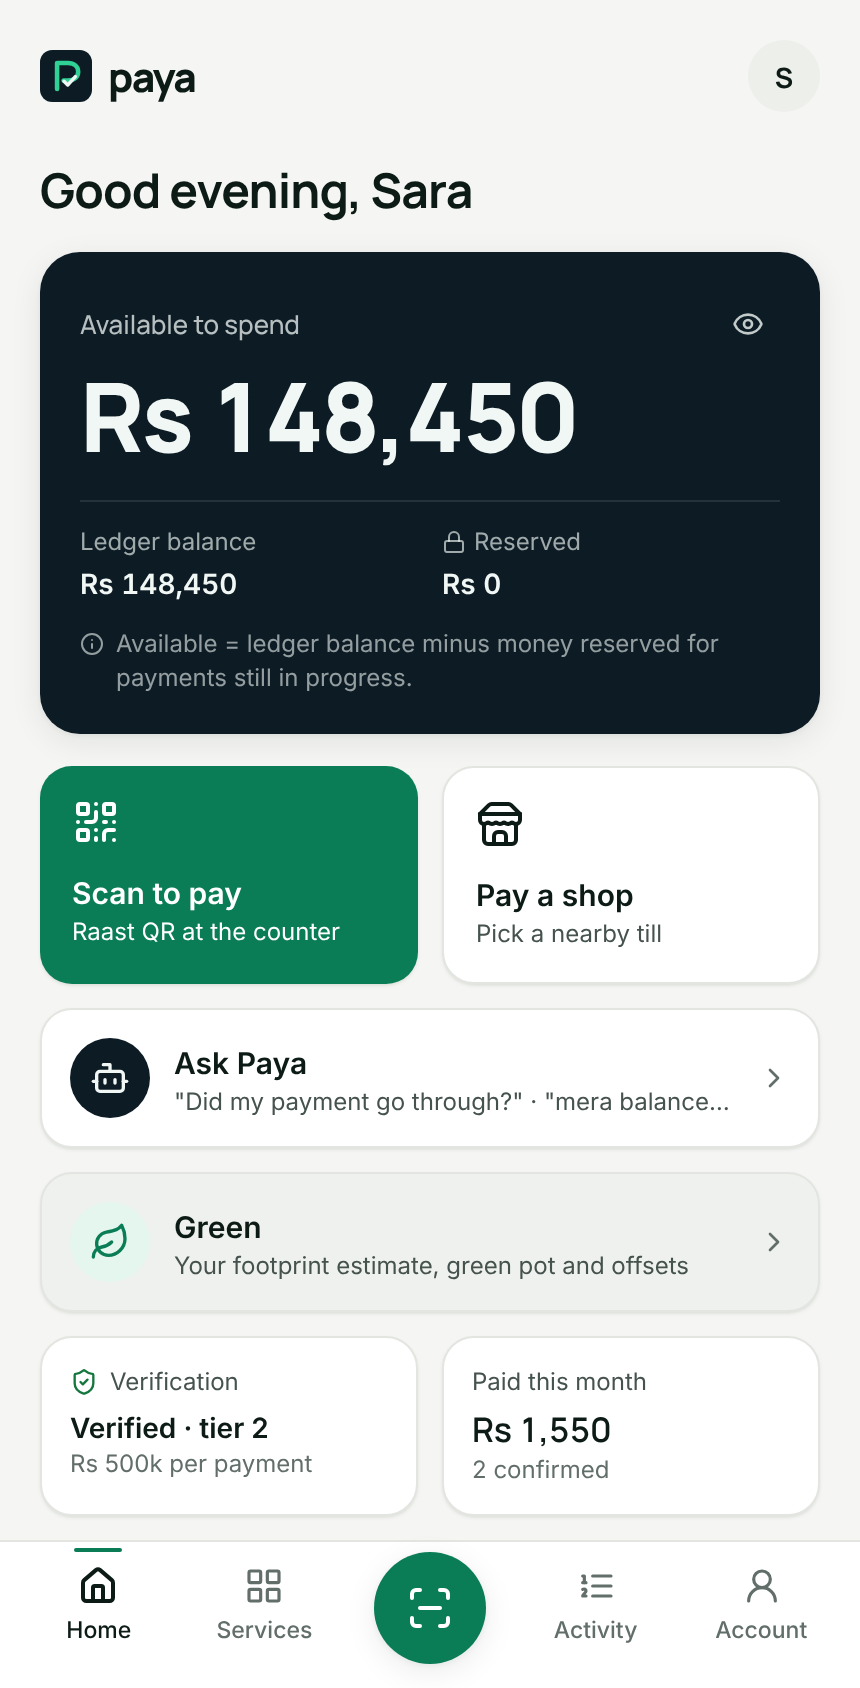 paya
S
Good evening, Sara
Available to spend
Rs 148,450
Ledger balance
Reserved
Rs 148,450
Rs 0
Available = ledger balance minus money reserved for
payments still in progress.
Scan to pay
Raast QR at the counter
Pay a shop
Pick a nearby till
Ask Paya
"Did my payment go through?" · "mera balance...
Green
Your footprint estimate, green pot and offsets
Verification
Verified · tier 2
Rs 500k per payment
Paid this month
Rs 1,550
2 confirmed
Home
Services
Activity
Account